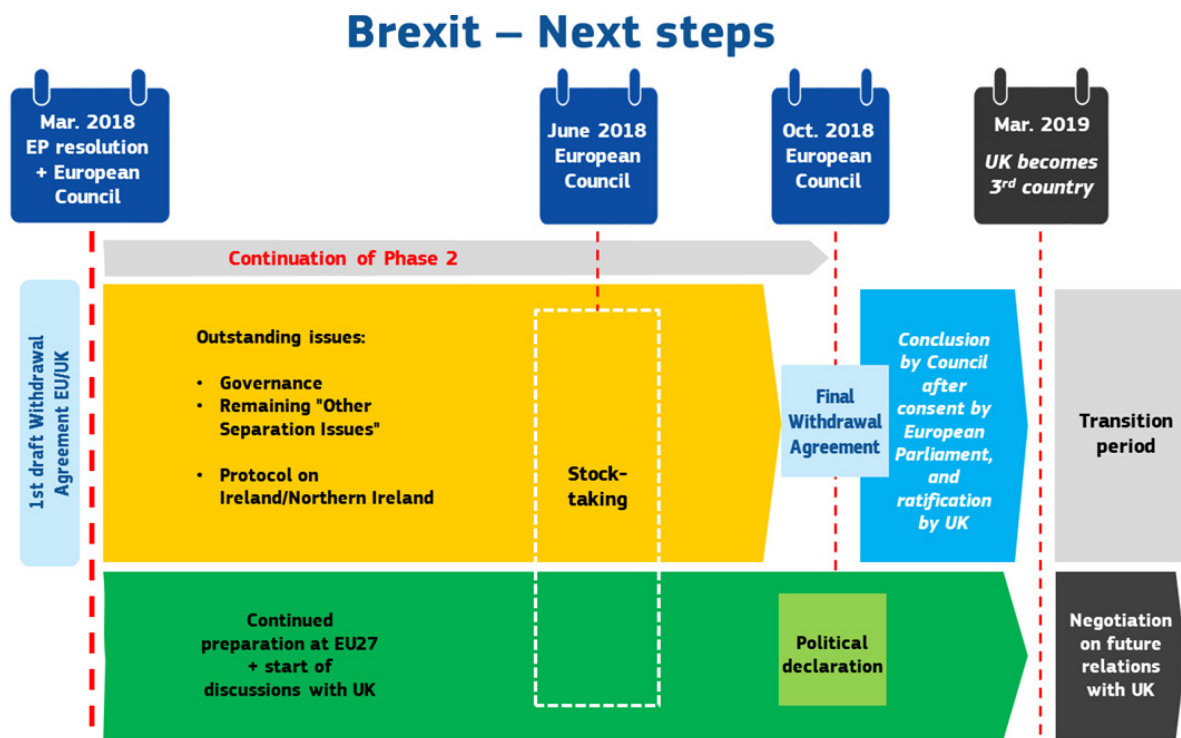 Brexit – Next steps
Mar. 2018
EP resolution
+ European
Council
June 2018
European
Council
Oct. 2018
European
Council
Mar. 2019
UK becomes
3rd country
Continuation of Phase 2
1st draft Withdrawal
Agreement EU/UK
Outstanding issues:
• Governance
• Remaining "Other
Separation Issues"
• Protocol on
Ireland/Northern Ireland
Stock-
taking
Final
Withdrawal
Agreement
Conclusion
by Council
after
consent by
European
Parliament,
and
ratification
by UK
Transition
period
Continued
preparation at EU27
+ start of
discussions with UK
Political
declaration
Negotiation
on future
relations
with UK